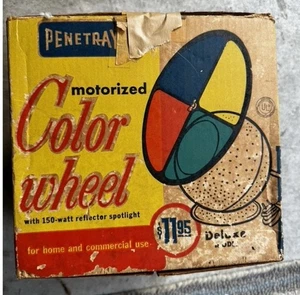 PENETRAY
motorized
Color
wheel
with 150-watt reflector spotlight
for home and commercial use
$11.95
Deluxe